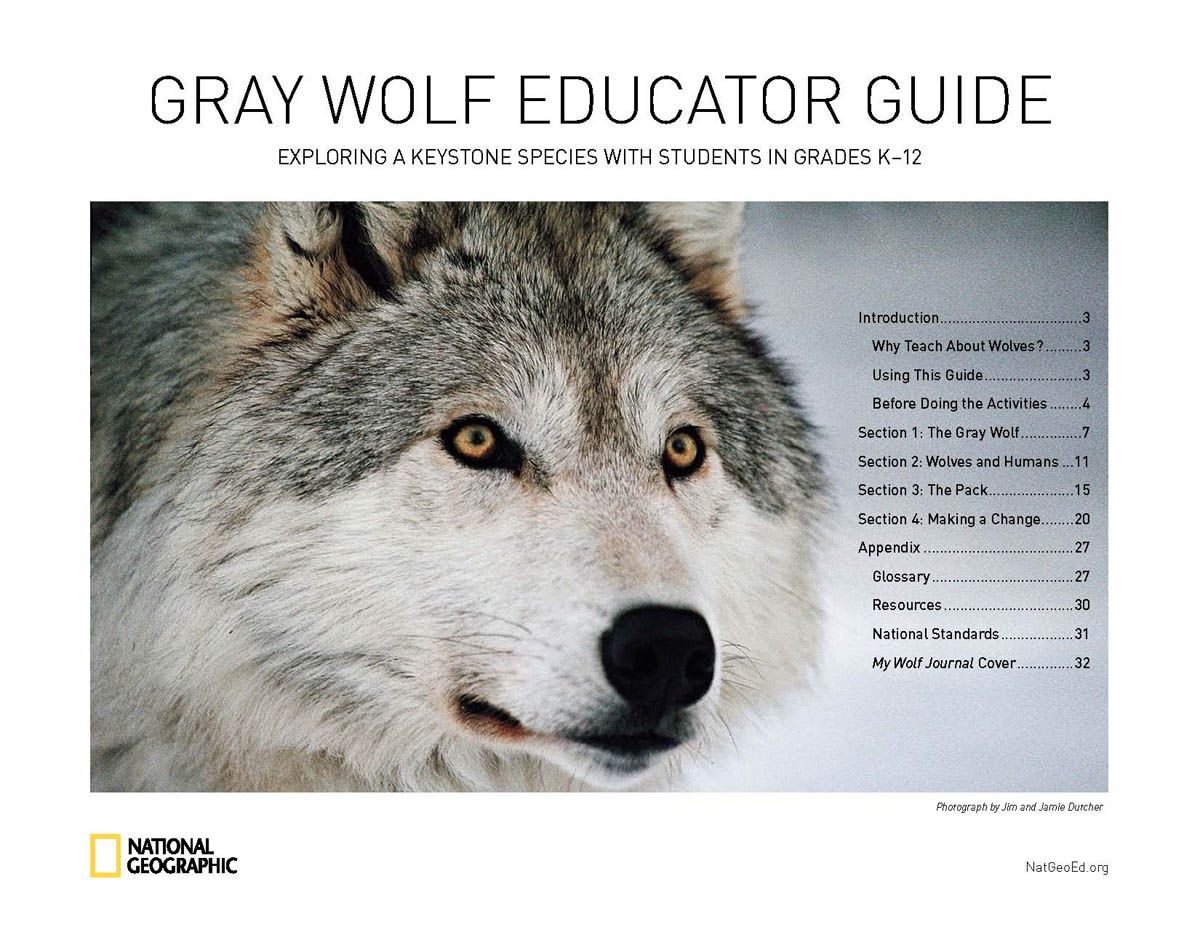 GRAY WOLF EDUCATOR GUIDE
EXPLORING A KEYSTONE SPECIES WITH STUDENTS IN GRADES K–12
Introduction...................................3
Why Teach About Wolves?.........3
Using This Guide........................3
Before Doing the Activities........4
Section 1: The Gray Wolf...............7
Section 2: Wolves and Humans ...11
Section 3: The Pack.....................15
Section 4: Making a Change........20
Appendix .....................................27
Glossary...................................27
Resources................................30
National Standards..................31
My Wolf Journal Cover..............32
Photograph by Jim and Jamie Dutcher
NATIONAL
GEOGRAPHIC
NatGeoEd.org